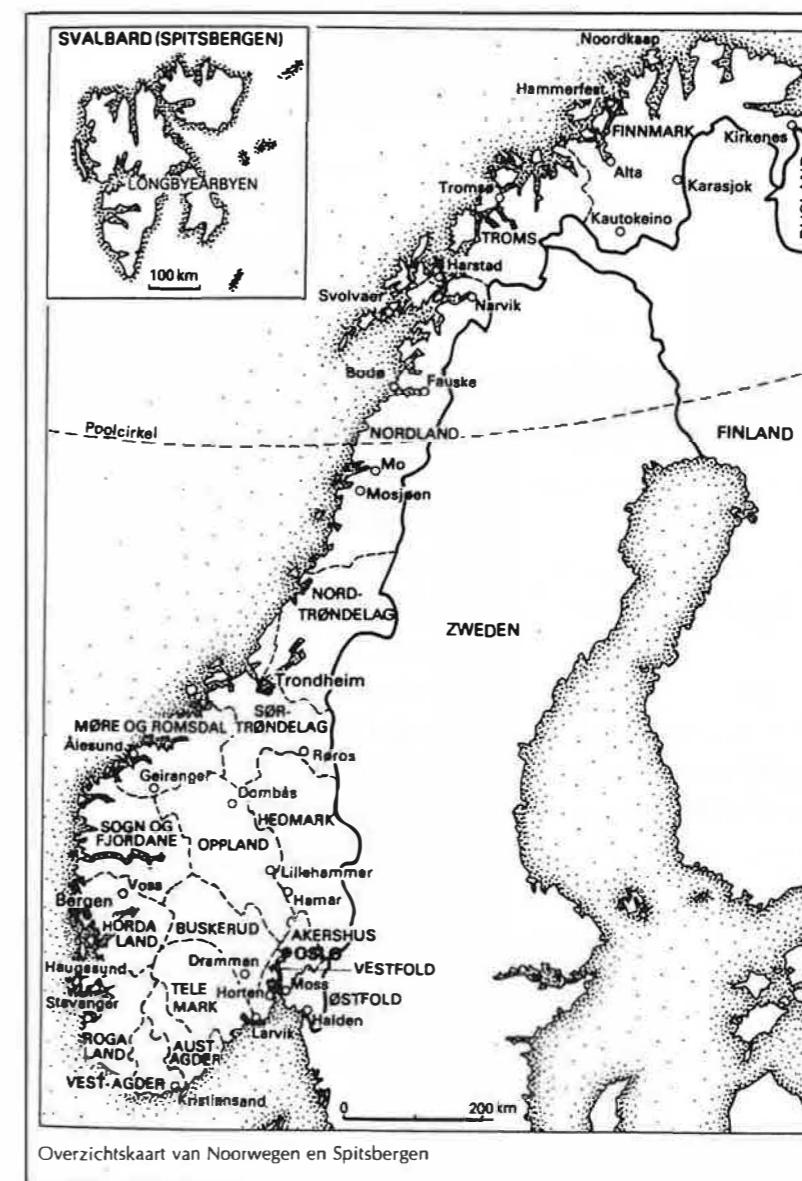 SVALBARD (SPITSBERGEN)
LONGBYEARBYEN
100 km
Noordkaap
Hammerfest
FINNMARK
Kirkenes
Alta
Karasjok
Tromsø
Kautokeino
TROMS
Harstad
Svolvaer
Narvik
Bodø
Fauske
Poolcirkel
NORDLAND
FINLAND
Mo
Mosjøen
NORD-
TRØNDELAG
ZWEDEN
Trondheim
MØRE OG ROMSDAL
SØR-
TRØNDELAG
Ålesund
Røros
Geiranger
Dombås
HEDMARK
SOGN OG
FJORDANE
OPPLAND
Lillehammer
Voss
Hamar
Bergen
HORDA
LAND
BUSKERUD
AKERSHUS
OSLO
Drammen
VESTFOLD
Haugesund
Moss
Stavanger
TELE
MARK
Horten
ØSTFOLD
Halden
Larvik
ROGA
LAND
AUST
AGDER
VEST-AGDER
Kristiansand
0 200 km
Overzichtskaart van Noorwegen en Spitsbergen